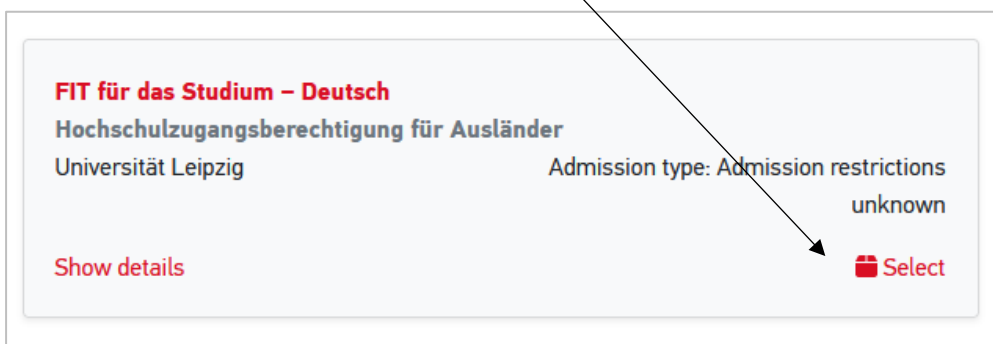 FIT für das Studium – Deutsch
Hochschulzugangsberechtigung für Ausländer
Universität Leipzig
Admission type: Admission restrictions
unknown
Show details
Select